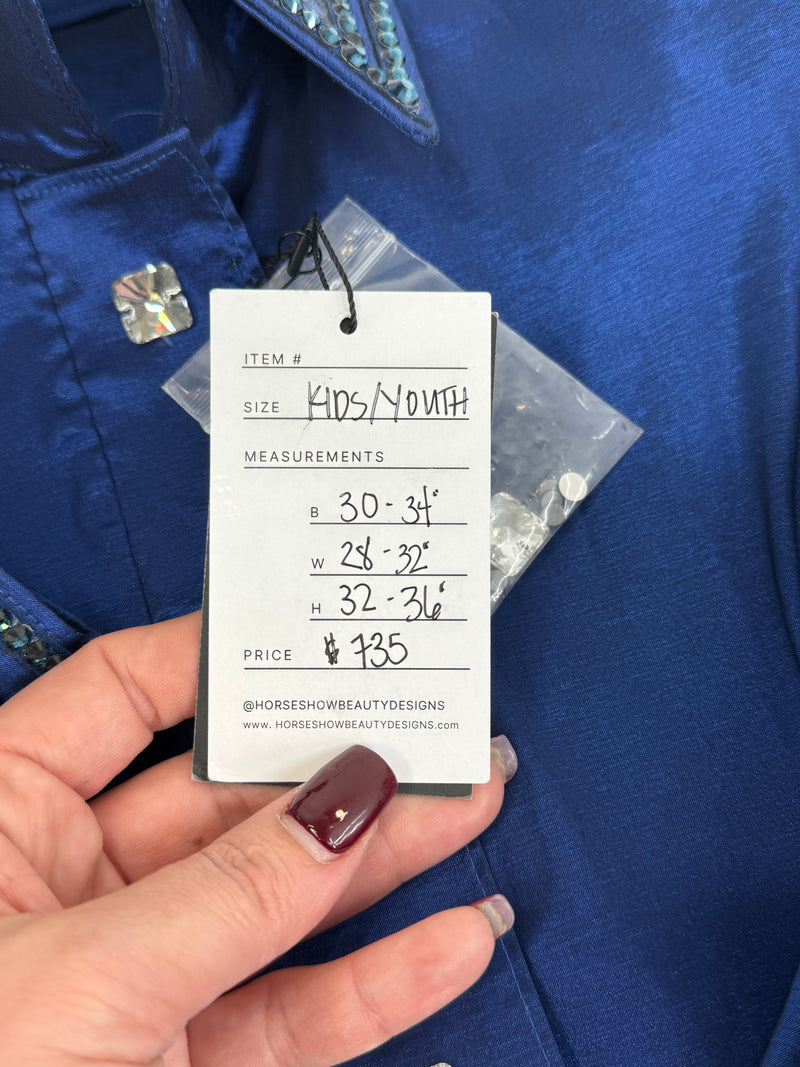 ITEM #
SIZE KIDS/YOUTH
MEASUREMENTS
B 30 - 34"
W 28 - 32"
H 32 - 36"
PRICE $ 735
@HORSESHOWBEAUTYDESIGNS
www. HORSESHOWBEAUTYDESIGNS.com